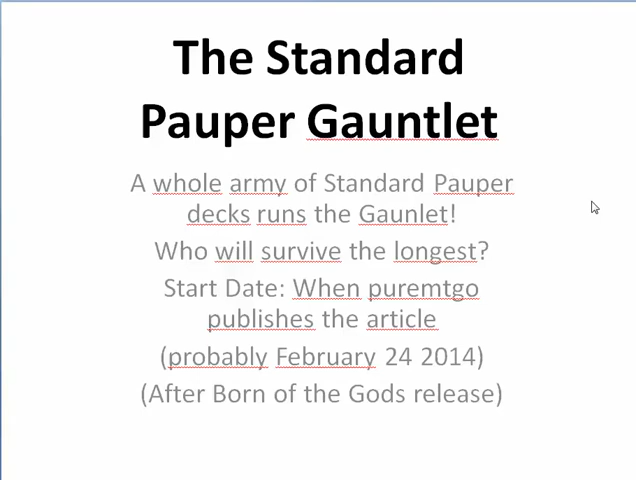 The Standard
Pauper Gauntlet
A whole army of Standard Pauper
decks runs the Gaunlet!
Who will survive the longest?
Start Date: When puremtgo
publishes the article
(probably February 24 2014)
(After Born of the Gods release)